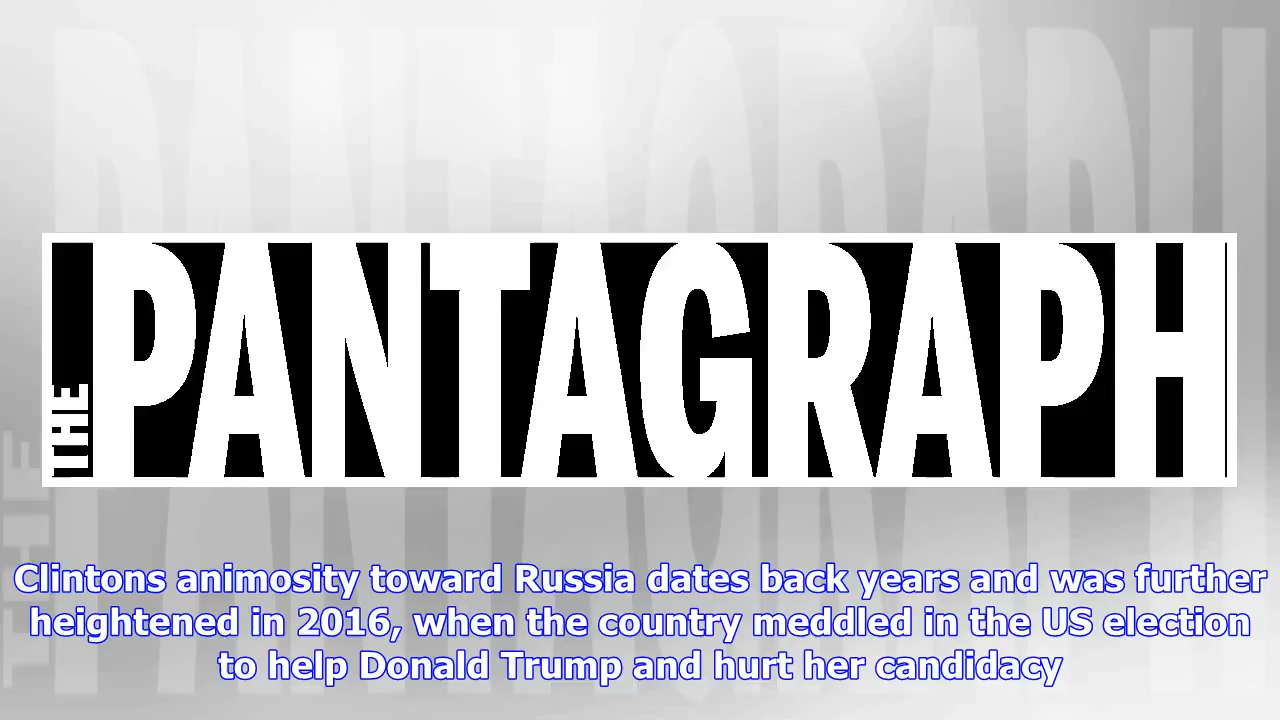 THE PANTAGRAPH
Clintons animosity toward Russia dates back years and was further
heightened in 2016, when the country meddled in the US election
to help Donald Trump and hurt her candidacy